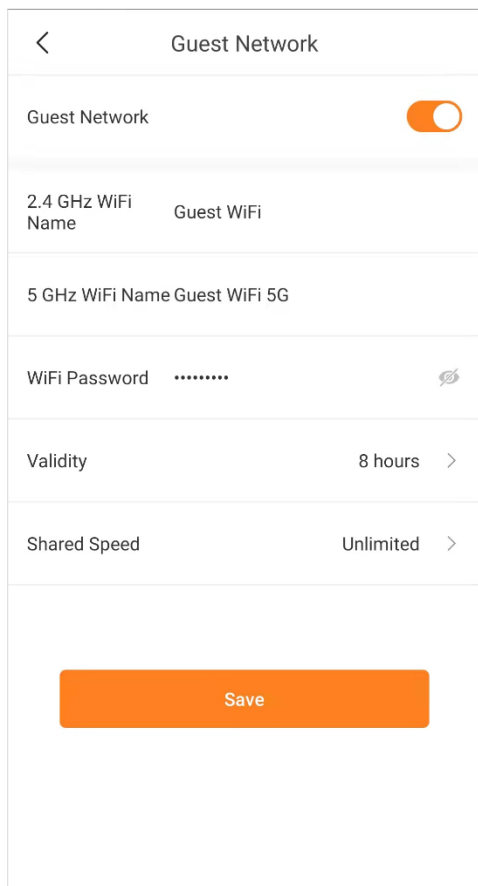 Guest Network
Guest Network
2.4 GHz WiFi
Name
Guest WiFi
5 GHz WiFi Name Guest WiFi 5G
WiFi Password •••••••••
Validity 8 hours
Shared Speed Unlimited
Save